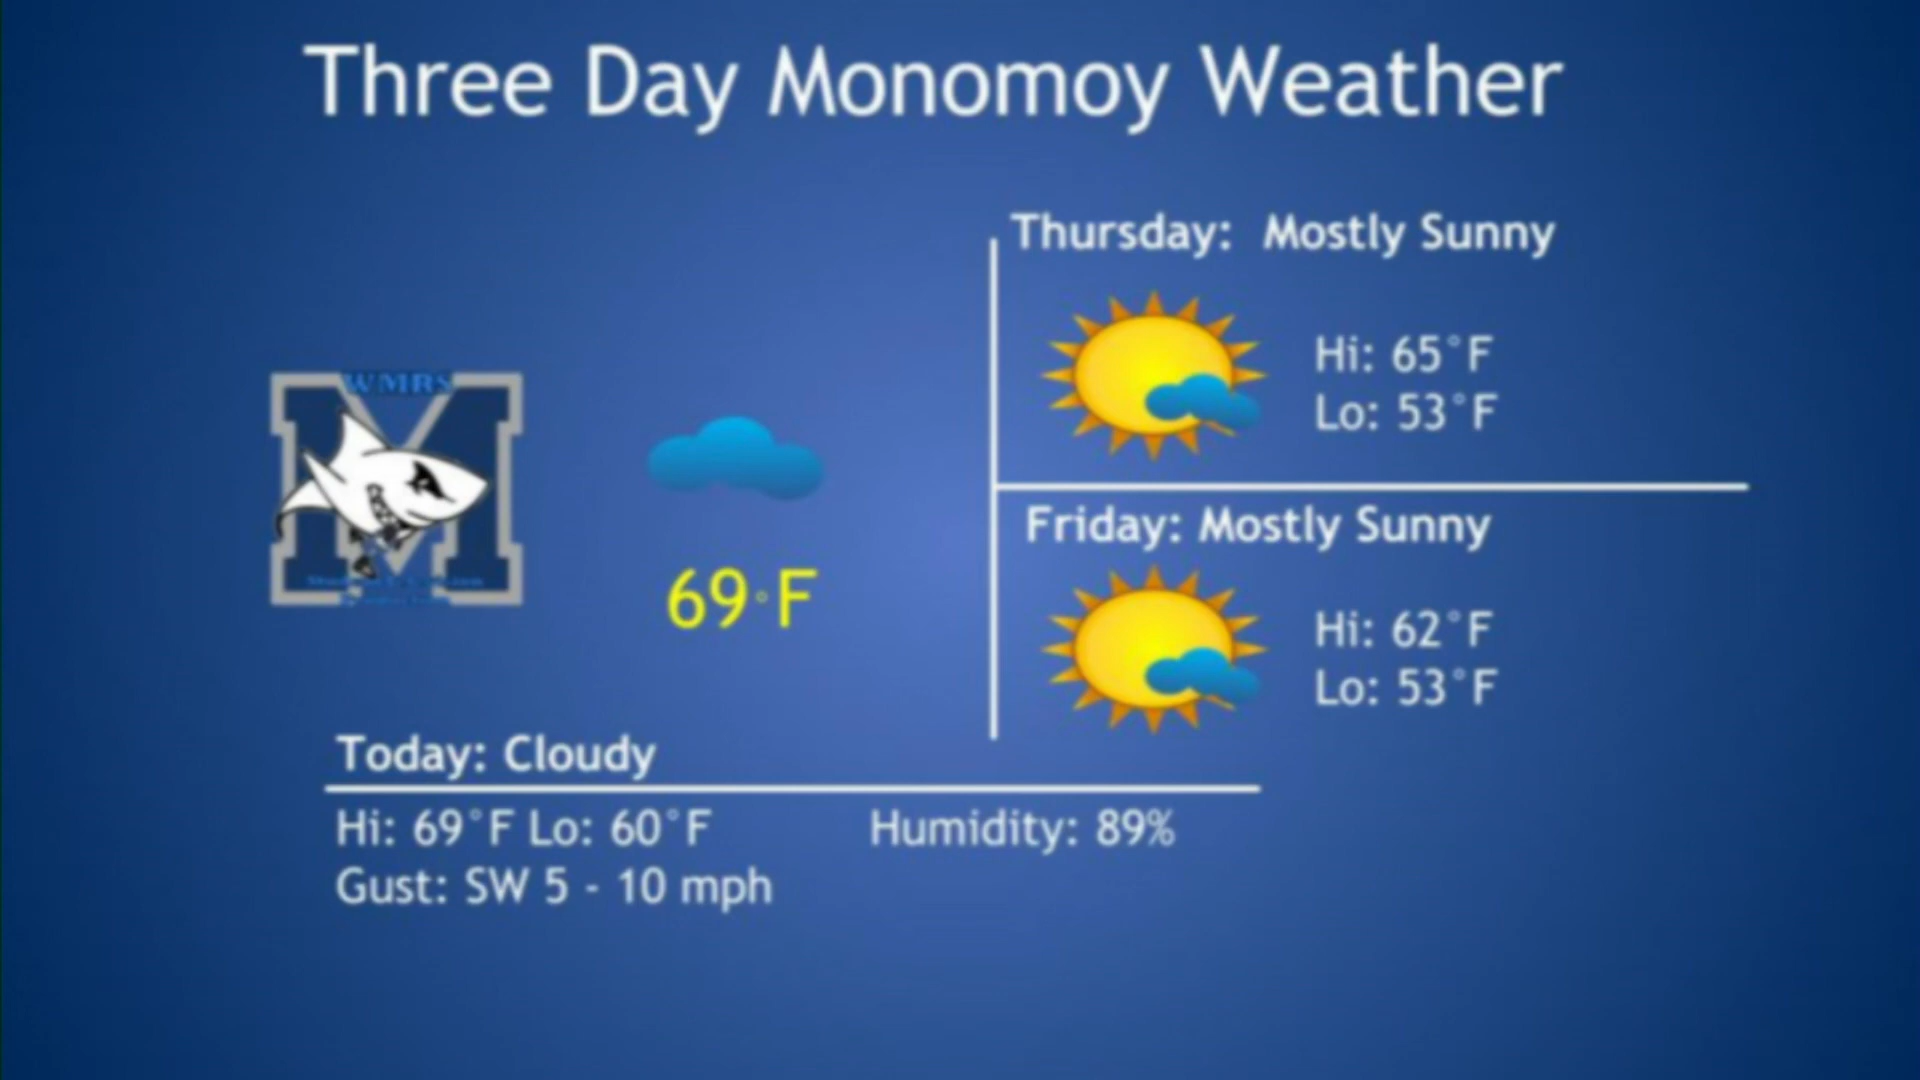 Three Day Monomoy Weather
WMRS
69°F
Today: Cloudy
Hi: 69°F Lo: 60°F
Humidity: 89%
Gust: SW 5 - 10 mph
Thursday: Mostly Sunny
Hi: 65°F
Lo: 53°F
Friday: Mostly Sunny
Hi: 62°F
Lo: 53°F